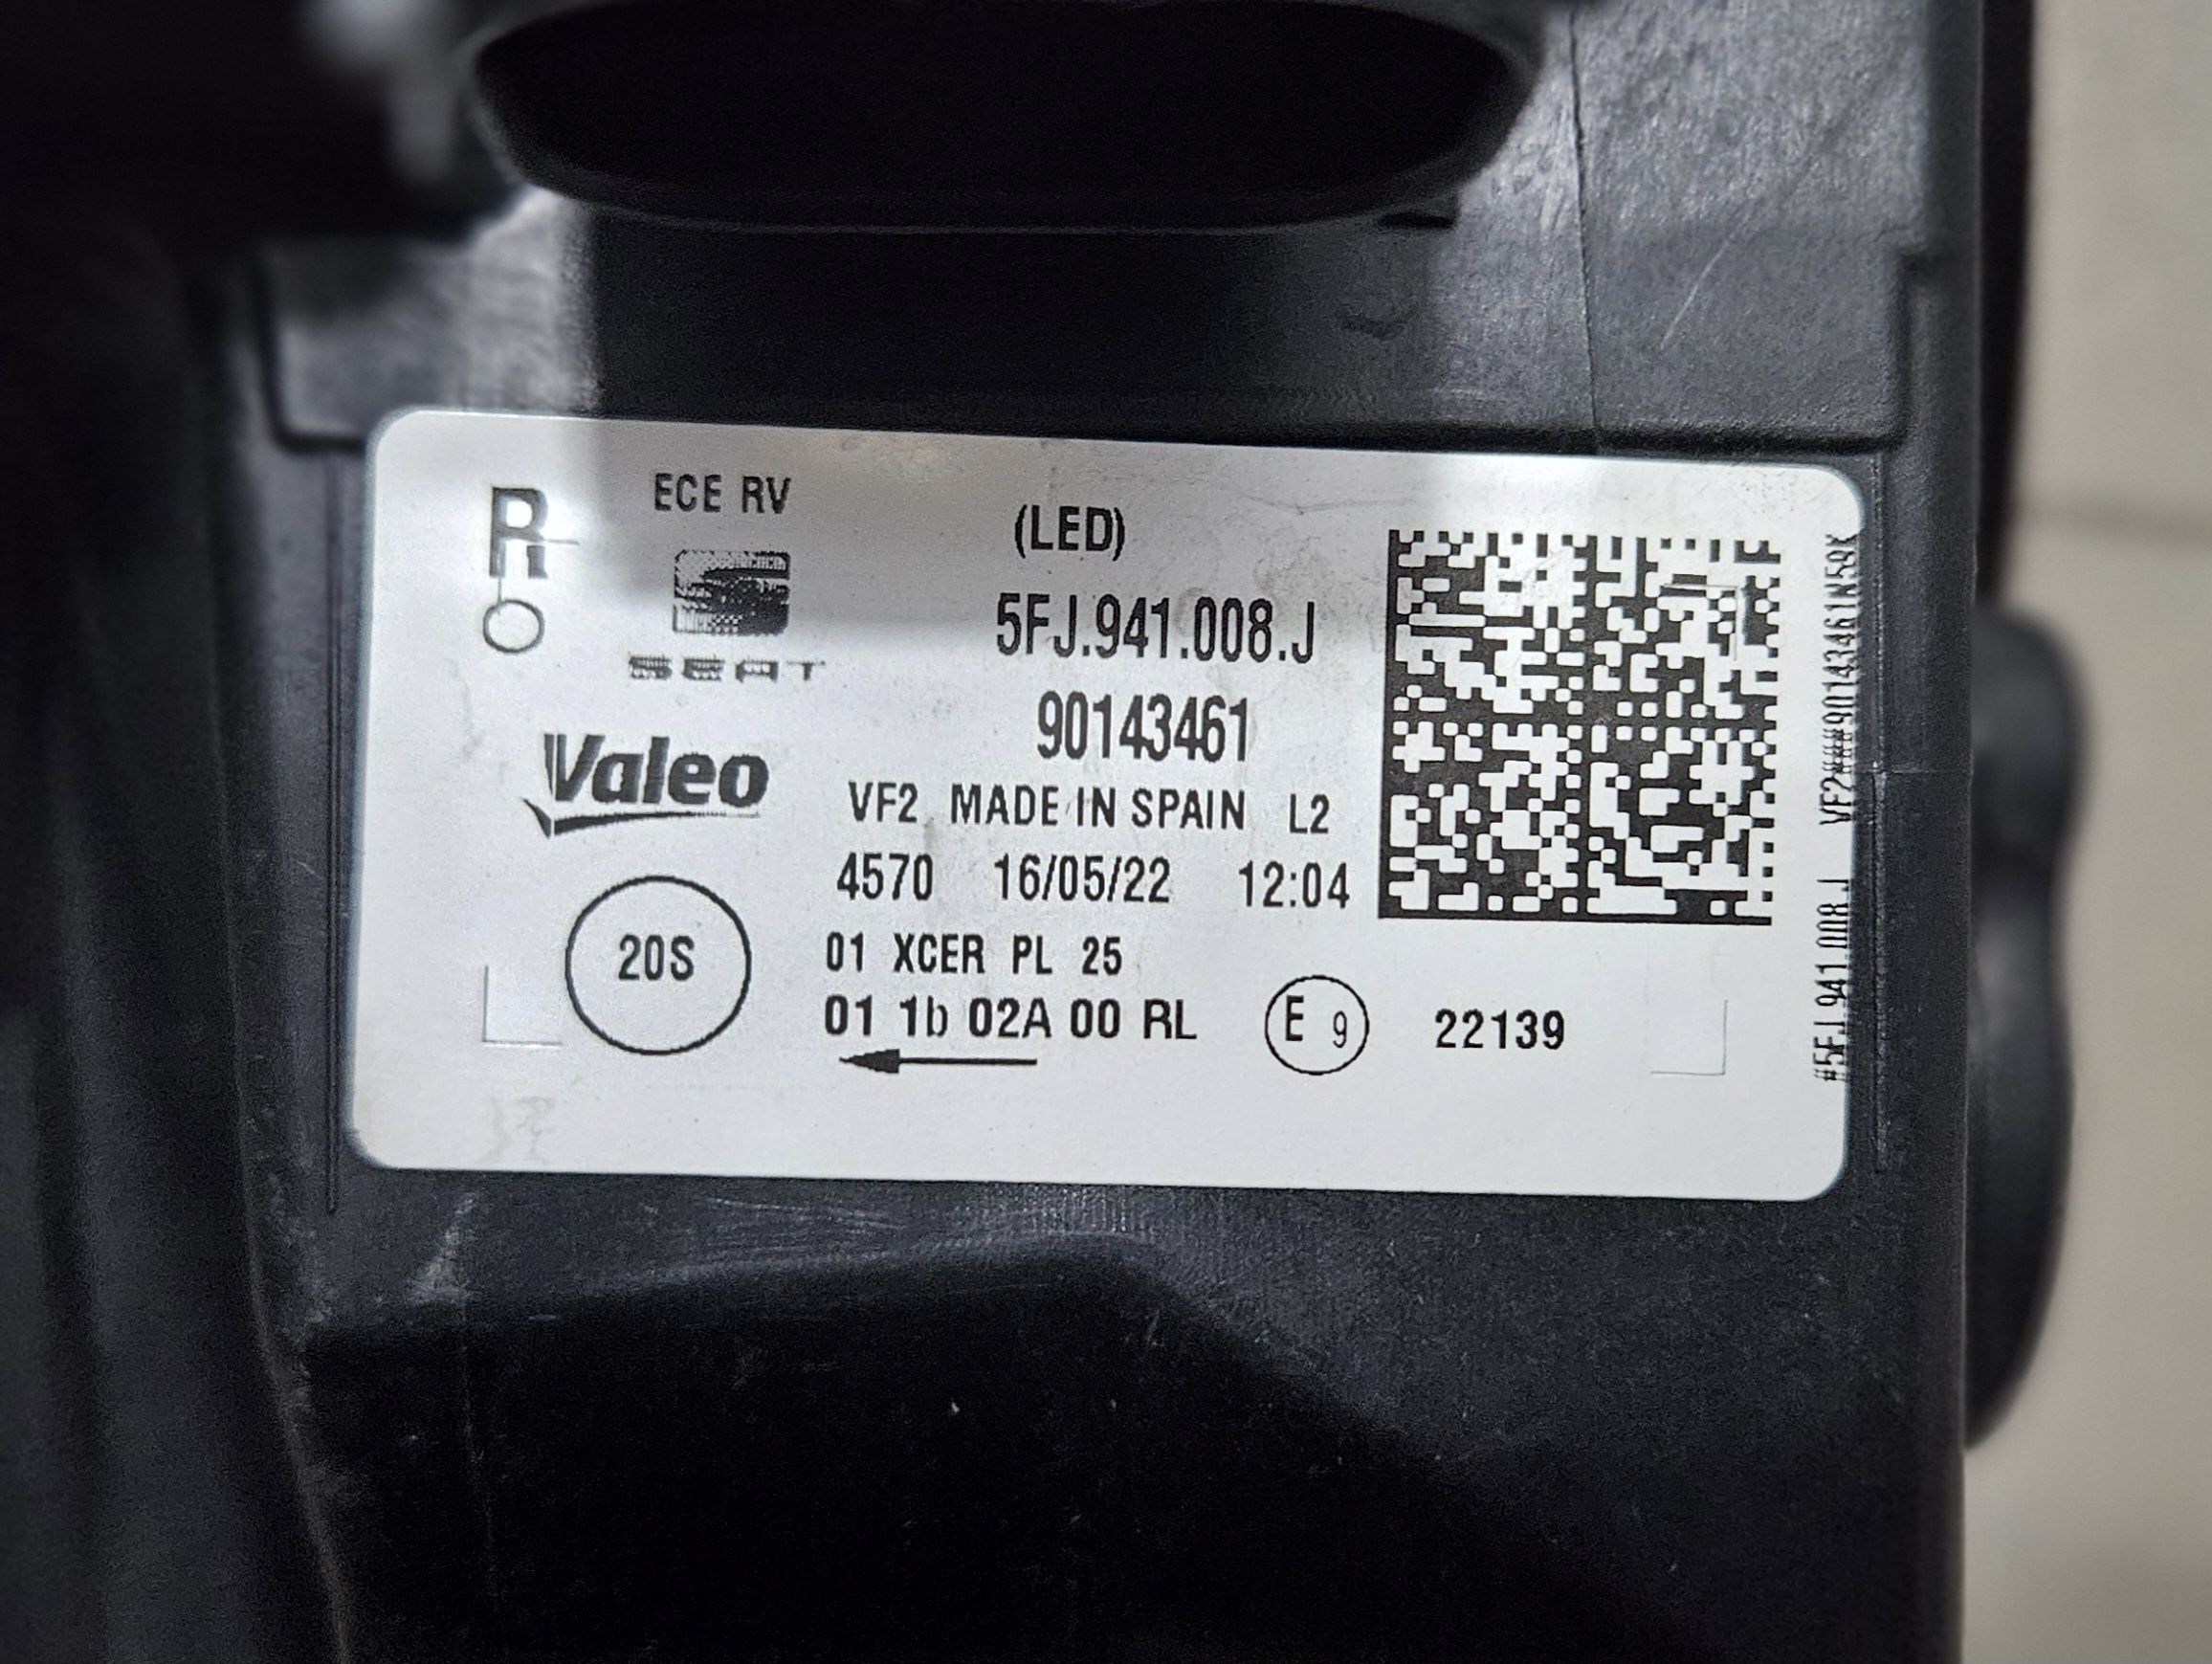 R
ECE RV
(LED)
SEAT
5FJ.941.008.J
90143461
Valeo
VF2 MADE IN SPAIN L2
4570 16/05/22 12:04
20S
01 XCER PL 25
01 1b 02A 00 RL
E 9
22139
#5FJ.941.008.J VF2###90143461N59K